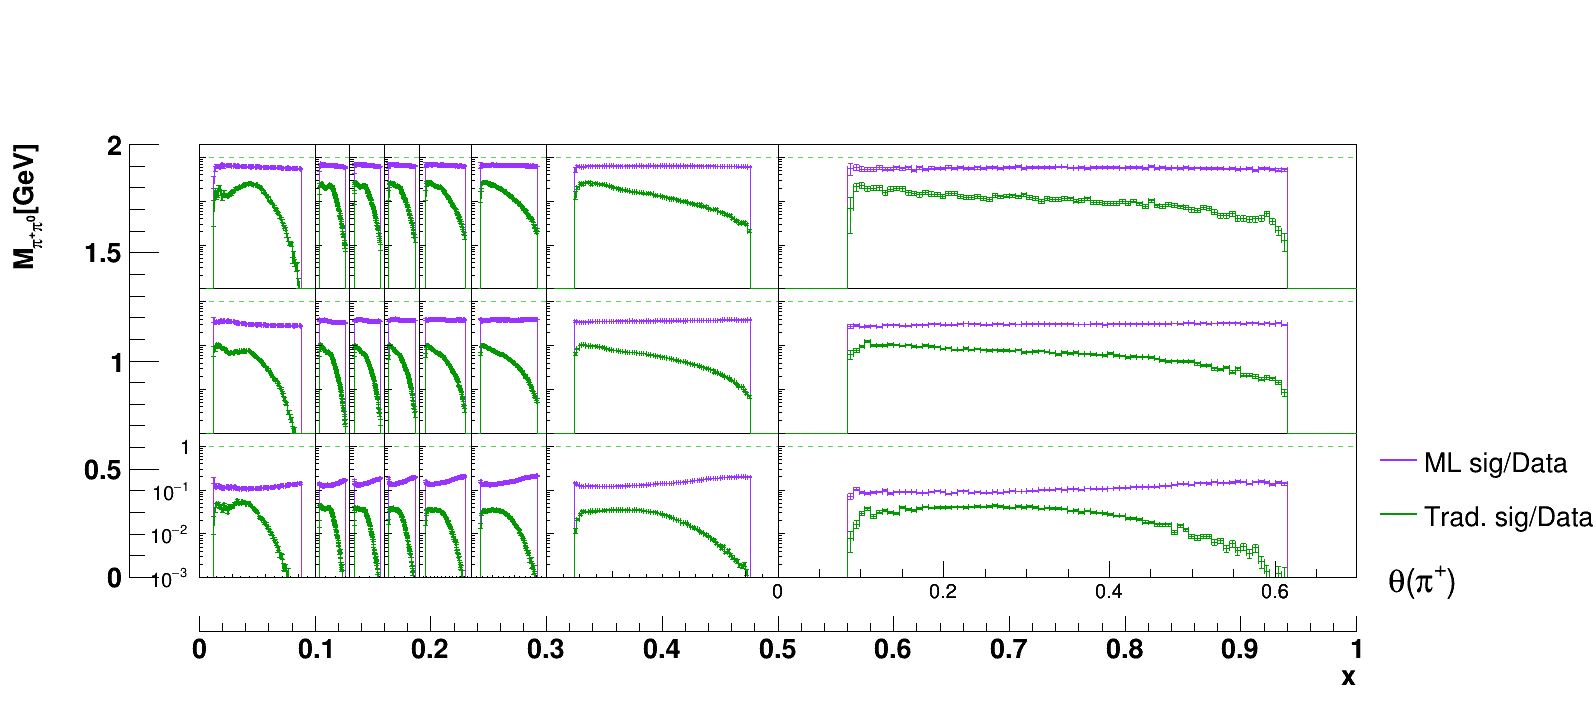 M_{π⁺π⁰}[GeV]
2
1.5
1
0.5
0
1
10⁻¹
10⁻²
10⁻³
ML sig/Data
Trad. sig/Data
0 0.2 0.4 0.6
θ(π⁺)
0 0.1 0.2 0.3 0.4 0.5 0.6 0.7 0.8 0.9 1
x